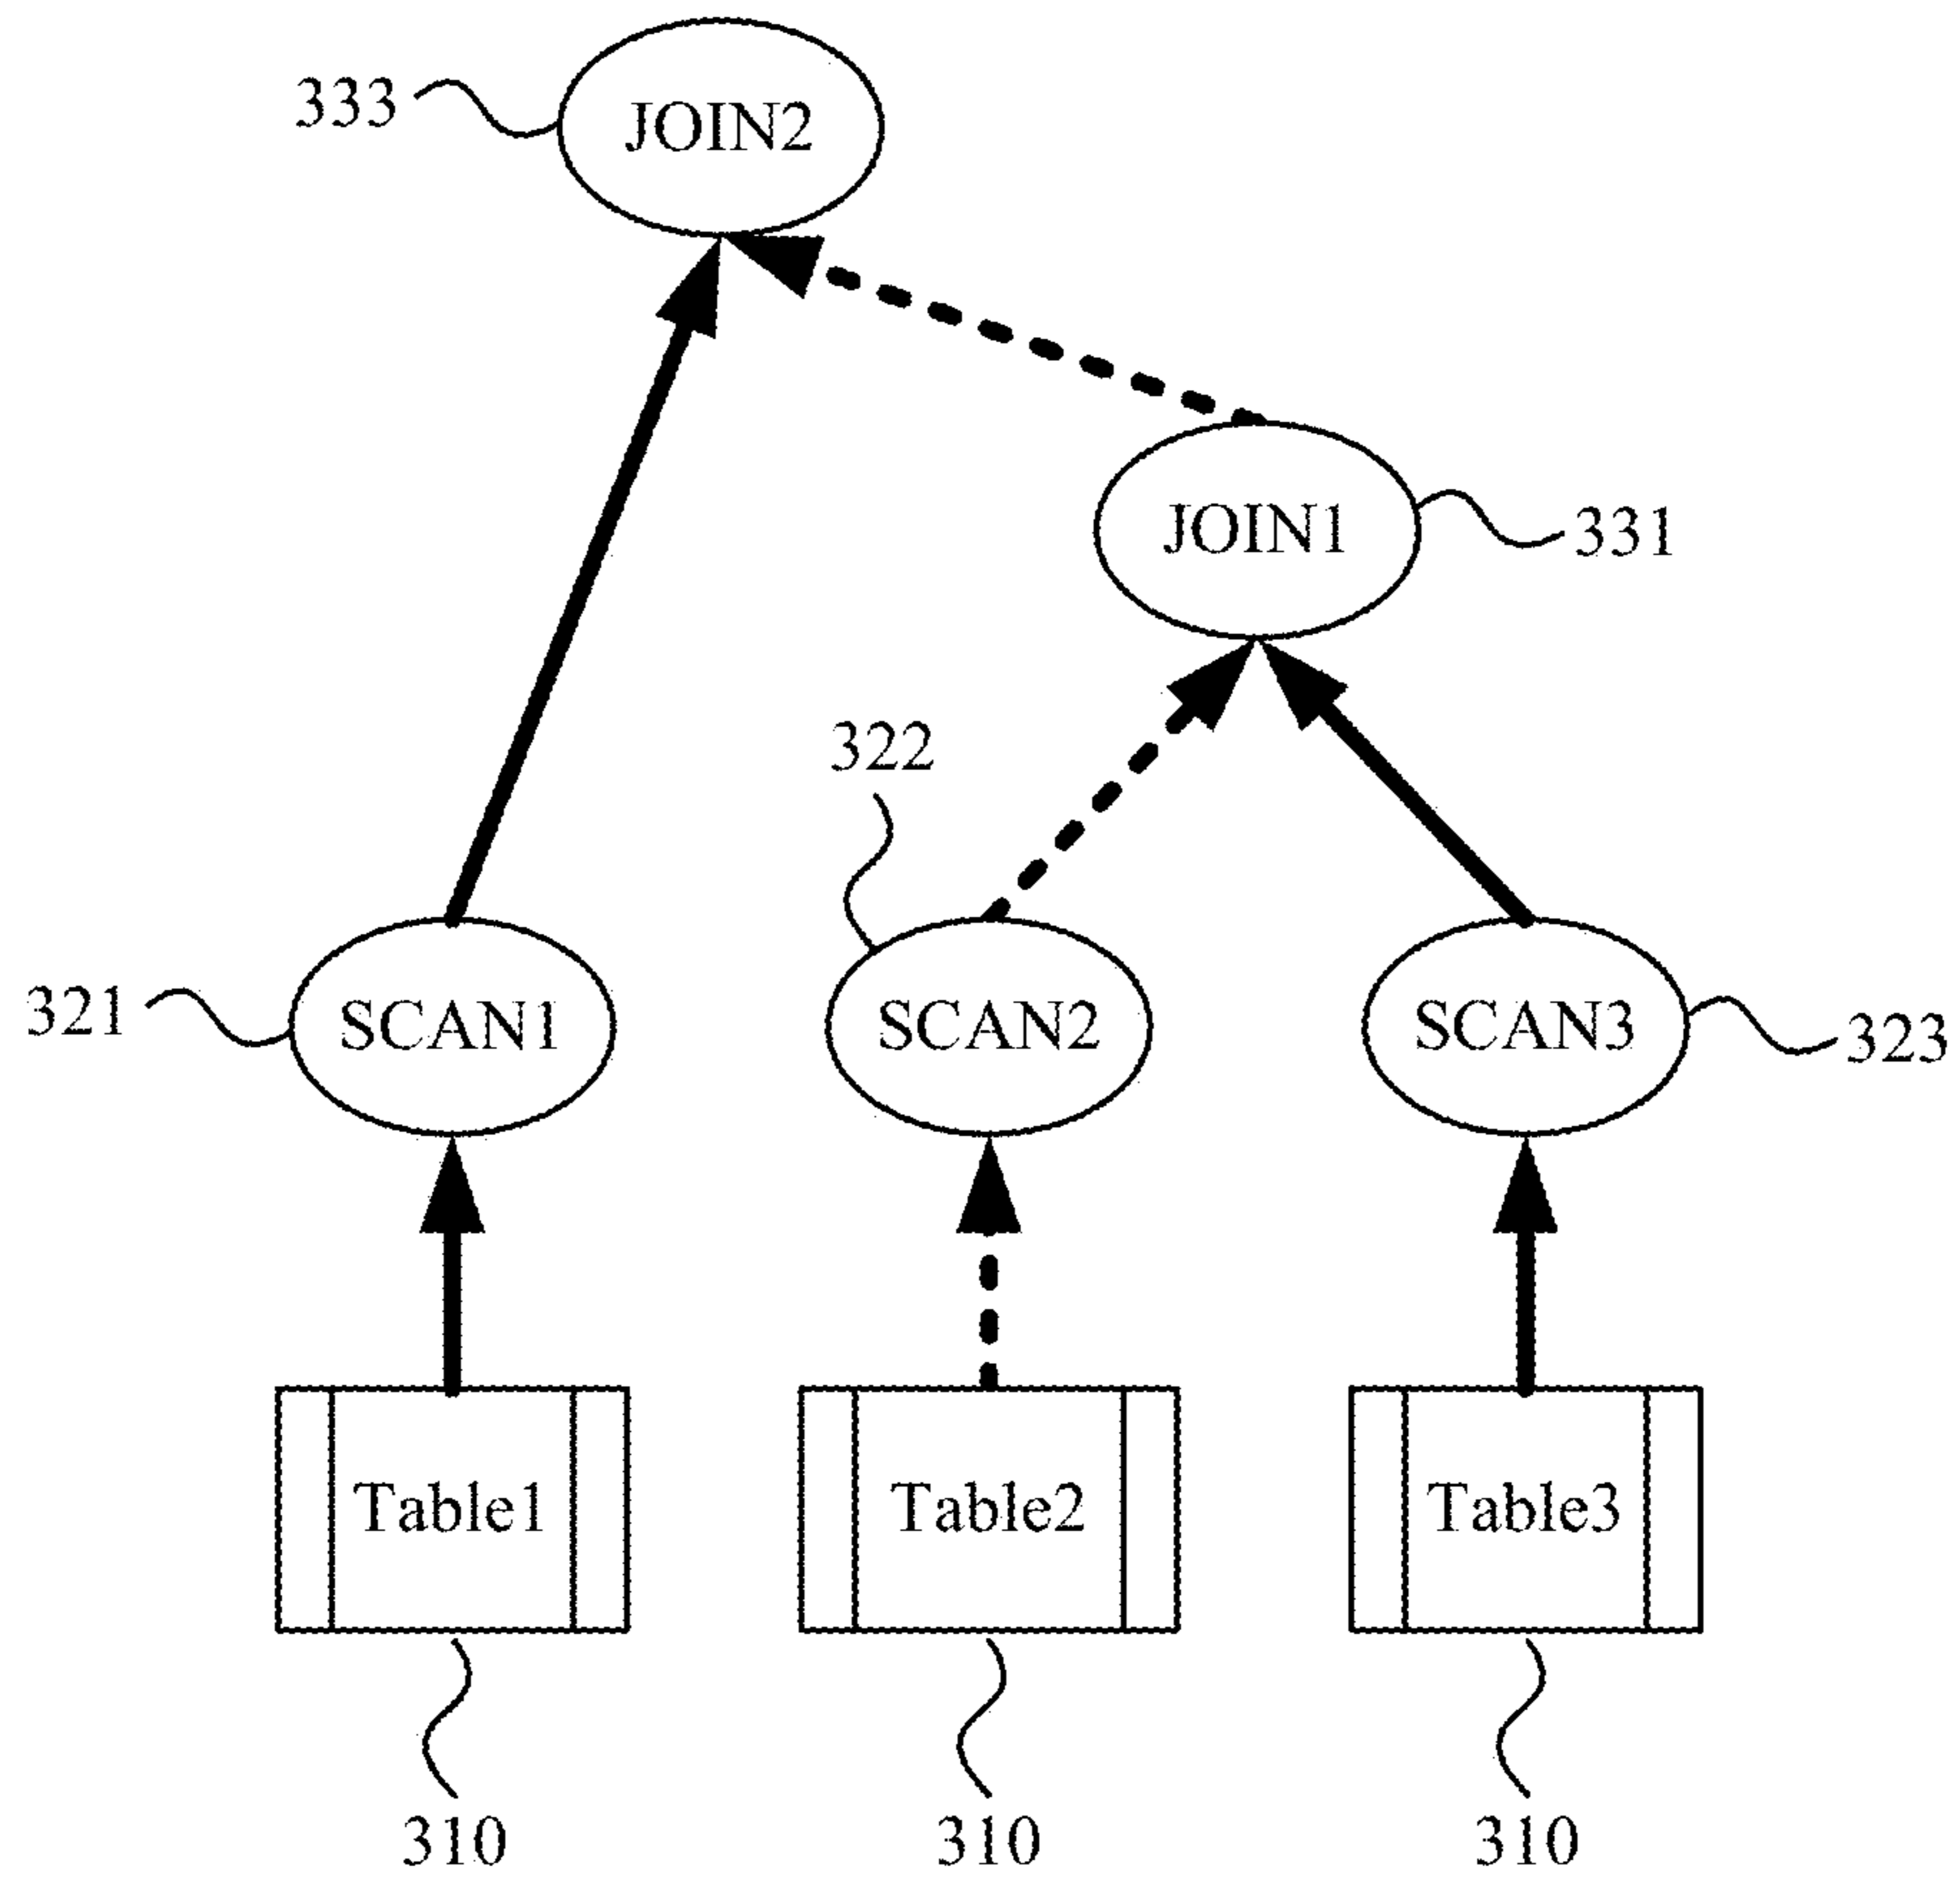 333
JOIN2
JOIN1
331
322
321
SCAN1
SCAN2
SCAN3
323
Table1
Table2
Table3
310
310
310